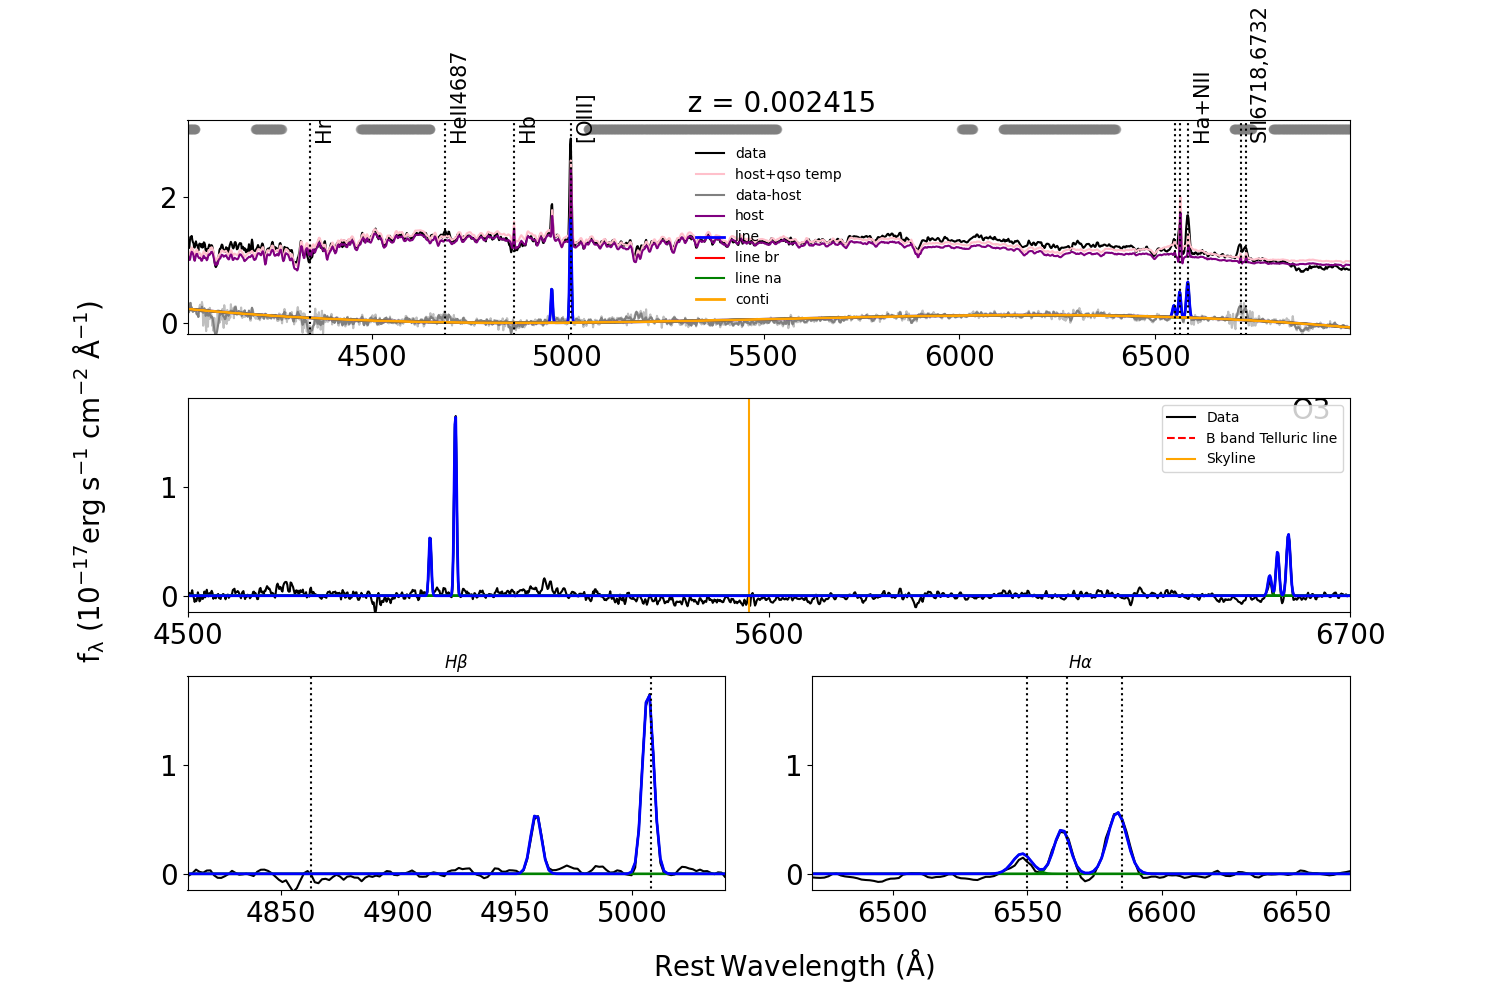 z = 0.002415
Hr
HeII4687
Hb
[OIII]
Ha+NII
SII6718,6732
data
host+qso temp
data-host
host
line
line br
line na
conti
2
0
4500 5000 5500 6000 6500
fλ (10⁻¹⁷erg s⁻¹ cm⁻² Å⁻¹)
O3
Data
B band Telluric line
Skyline
1
0
4500 5600 6700
Hβ
Hα
1
0
4850 4900 4950 5000
1
0
6500 6550 6600 6650
Rest Wavelength (Å)